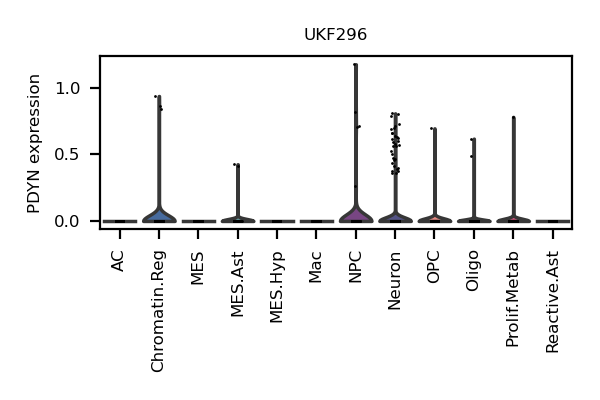 UKF296
PDYN expression
1.0
0.5
0.0
AC
Chromatin.Reg
MES
MES.Ast
MES.Hyp
Mac
NPC
Neuron
OPC
Oligo
Prolif.Metab
Reactive.Ast